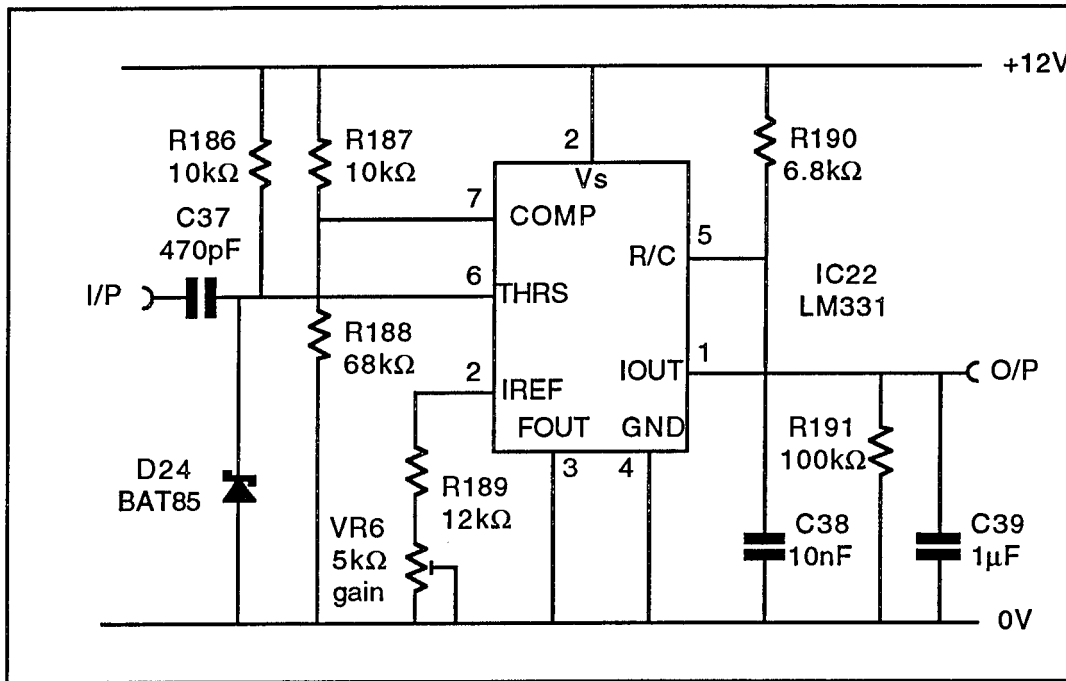 +12V
R186
10kΩ
R187
10kΩ
2
Vs
R190
6.8kΩ
C37
470pF
7
COMP
R/C
5
I/P
6
THRS
IC22
LM331
R188
68kΩ
2
IREF
IOUT
1
O/P
FOUT
GND
3
4
R191
100kΩ
D24
BAT85
R189
12kΩ
VR6
5kΩ
gain
C38
10nF
C39
1µF
0V